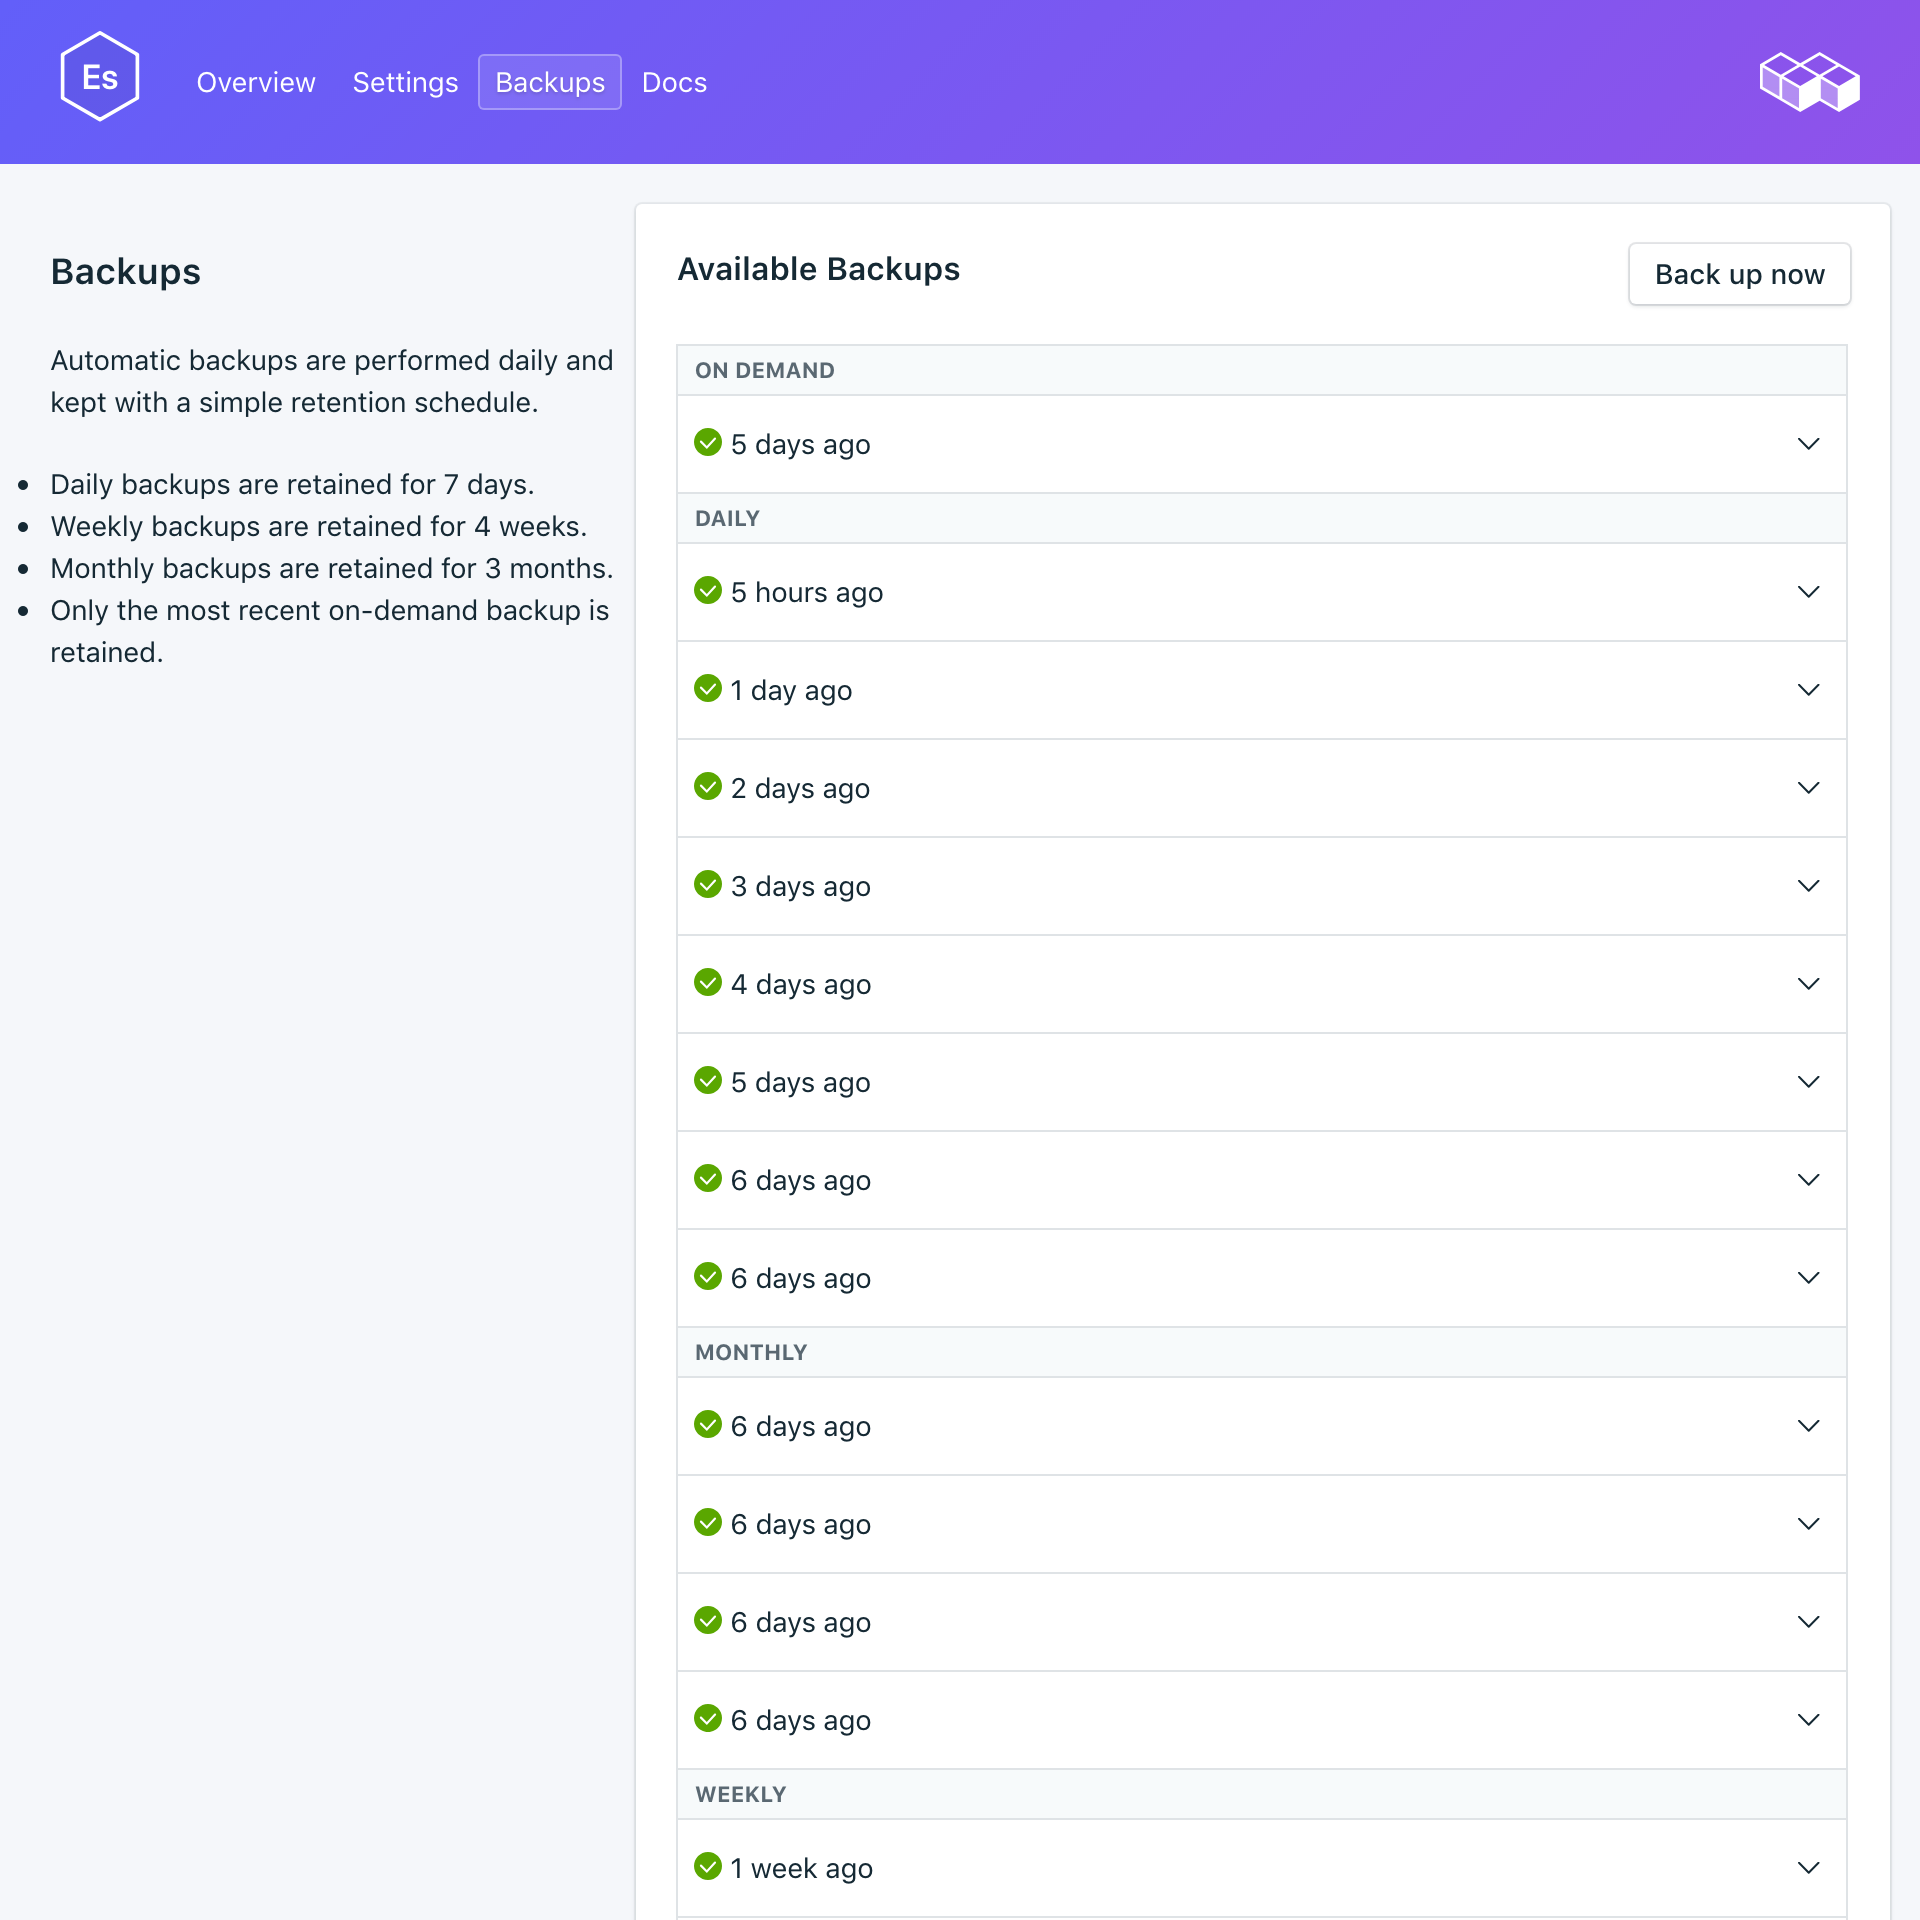 Es
Overview Settings Backups Docs
Backups
Automatic backups are performed daily and
kept with a simple retention schedule.
Daily backups are retained for 7 days.
Weekly backups are retained for 4 weeks.
Monthly backups are retained for 3 months.
Only the most recent on-demand backup is
retained.
Available Backups
Back up now
ON DEMAND
5 days ago
DAILY
5 hours ago
1 day ago
2 days ago
3 days ago
4 days ago
5 days ago
6 days ago
6 days ago
MONTHLY
6 days ago
6 days ago
6 days ago
6 days ago
WEEKLY
1 week ago